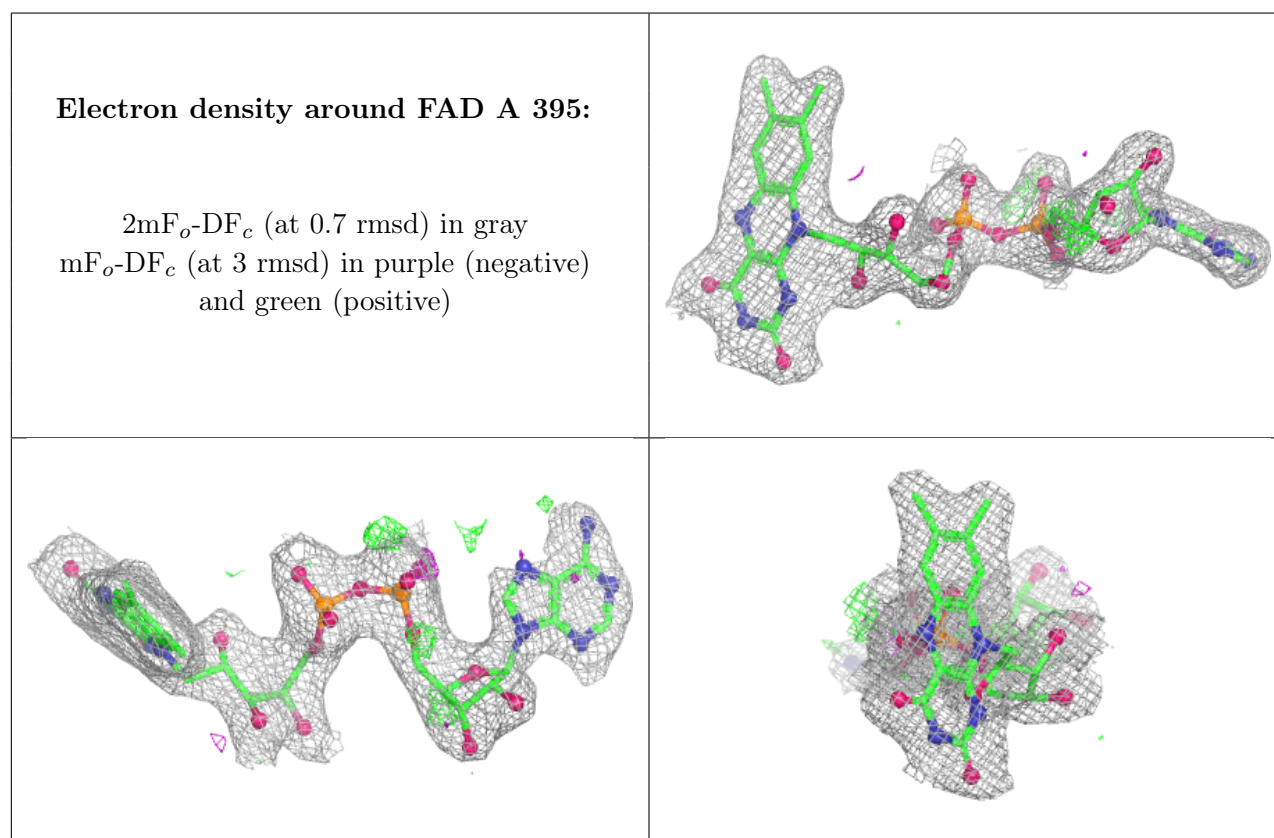 Electron density around FAD A 395:
2mFₒ-DF𝒸 (at 0.7 rmsd) in gray
mFₒ-DF𝒸 (at 3 rmsd) in purple (negative)
and green (positive)